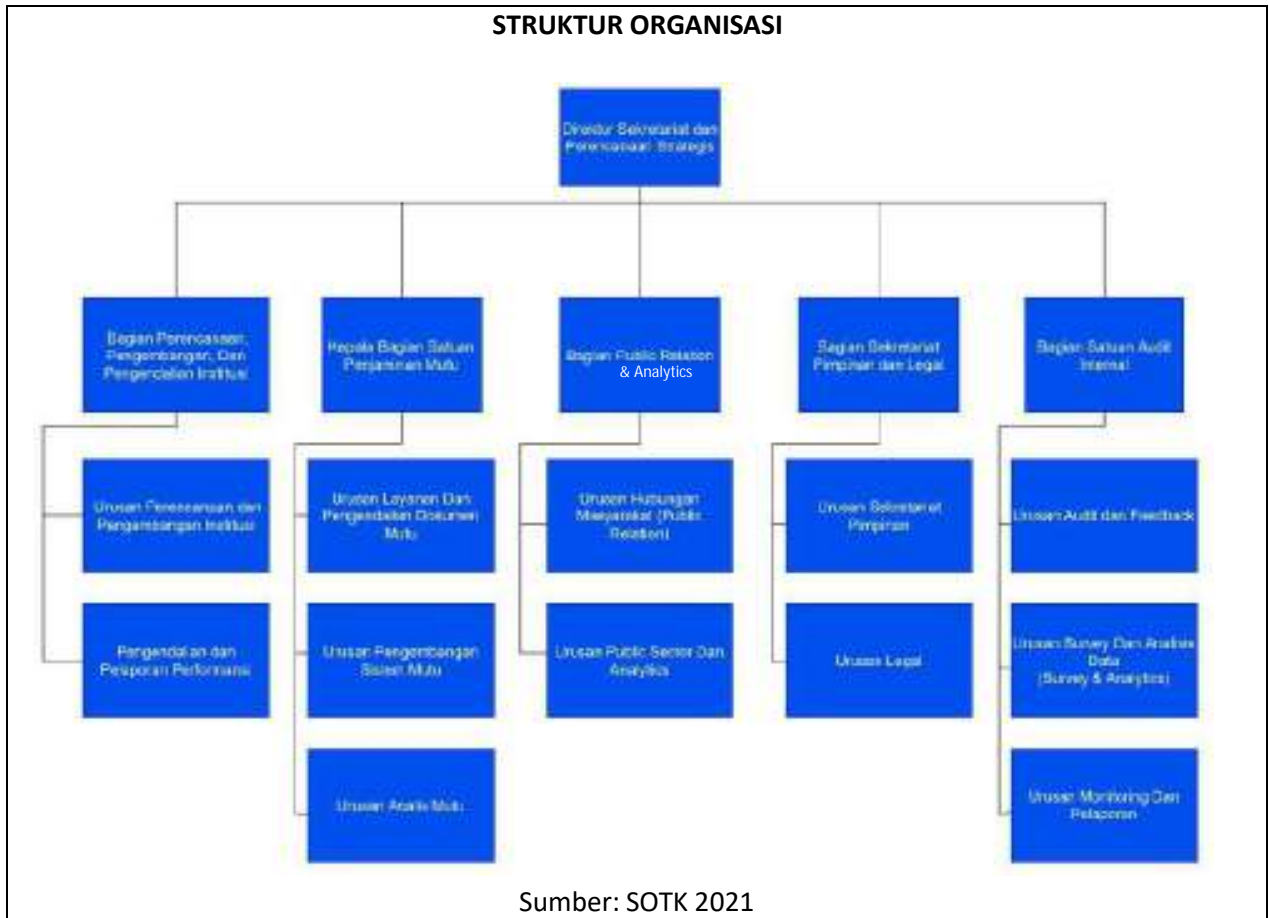 STRUKTUR ORGANISASI
Direktur Sekretariat dan
Perencanaan Strategis
Bagian Perencanaan,
Pengembangan, Dan
Pengendalian Institusi
Kepala Bagian Satuan
Penjaminan Mutu
Bagian Public Relation
& Analytics
Bagian Sekretariat
Pimpinan dan Legal
Bagian Satuan Audit
Internal
Urusan Perencanaan dan
Pengembangan Institusi
Urusan Layanan Dan
Pengendalian Dokumen
Mutu
Urusan Hubungan
Masyarakat (Public
Relation)
Urusan Sekretariat
Pimpinan
Urusan Audit dan Feedback
Pengendalian dan
Pelaporan Performansi
Urusan Pengembangan
Sistem Mutu
Urusan Public Sector Dan
Analytics
Urusan Legal
Urusan Survey Dan Analisis
Data
(Survey & Analytics)
Urusan Mutu
Urusan Monitoring Dan
Pelaporan
Sumber: SOTK 2021